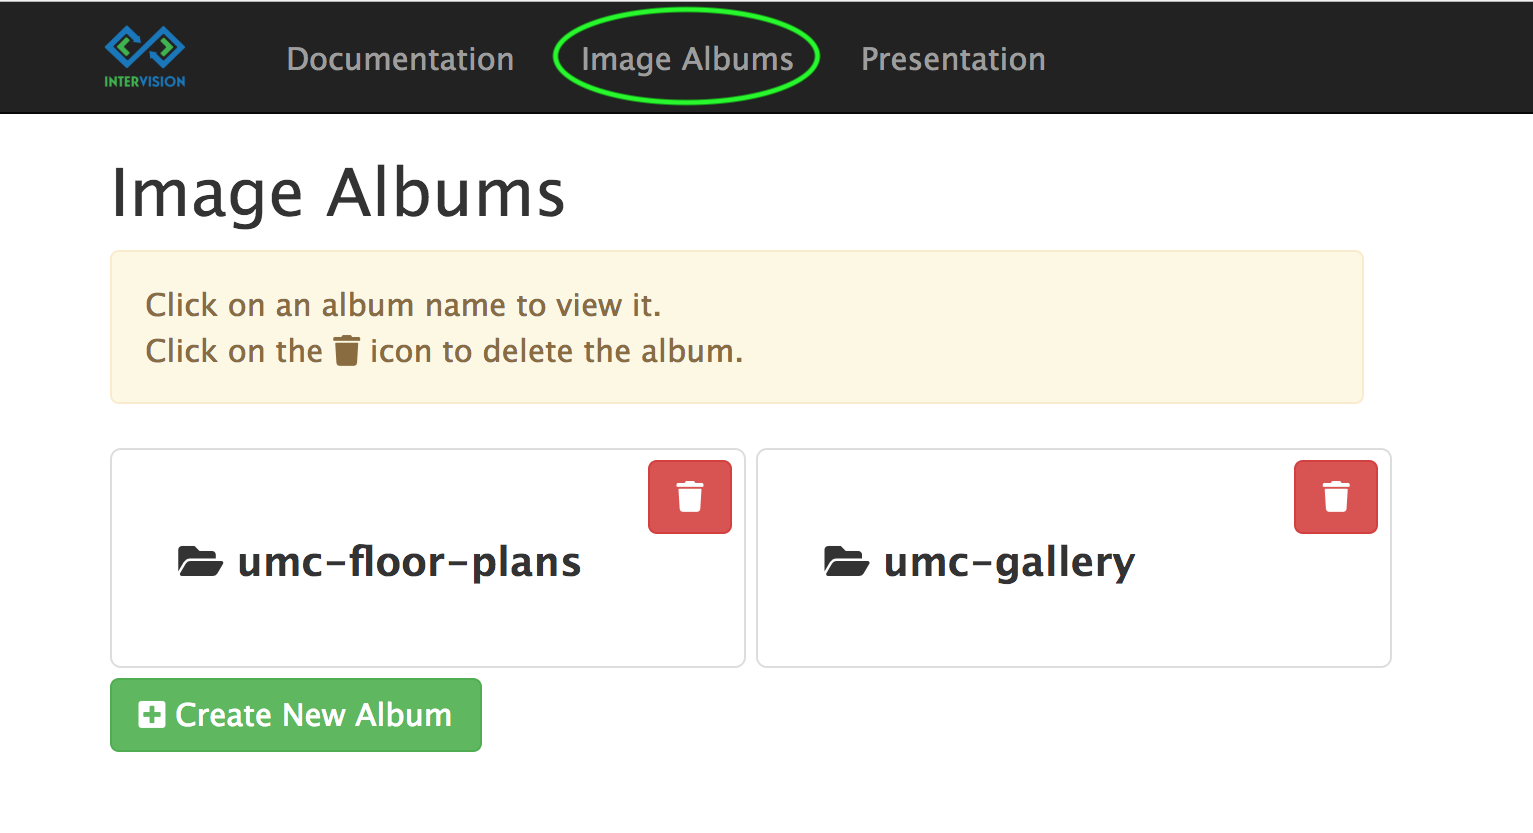 INTERVISION
Documentation
Image Albums
Presentation
Image Albums
Click on an album name to view it.
Click on the icon to delete the album.
umc-floor-plans
umc-gallery
Create New Album